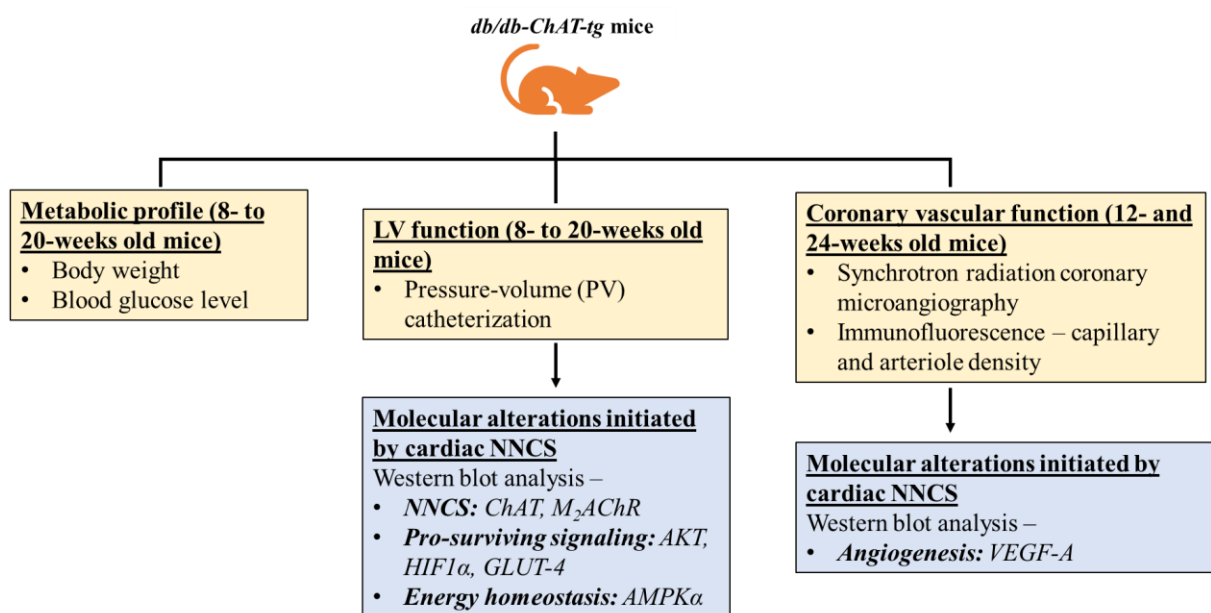 db/db-ChAT-tg mice
Metabolic profile (8- to
20-weeks old mice)
• Body weight
• Blood glucose level
LV function (8- to 20-weeks old
mice)
• Pressure-volume (PV)
catheterization
Coronary vascular function (12- and
24-weeks old mice)
• Synchrotron radiation coronary
microangiography
• Immunofluorescence – capillary
and arteriole density
Molecular alterations initiated
by cardiac NNCS
Western blot analysis –
• NNCS: ChAT, M₂AChR
• Pro-surviving signaling: AKT,
HIF1α, GLUT-4
• Energy homeostasis: AMPKα
Molecular alterations initiated by
cardiac NNCS
Western blot analysis –
• Angiogenesis: VEGF-A